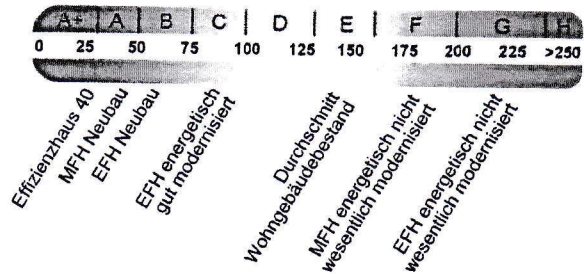 A+ A B C D E F G H
0 25 50 75 100 125 150 175 200 225 >250
Effizienzhaus 40
MFH Neubau
EFH Neubau
EFH energetisch
gut modernisiert
Durchschnitt
Wohngebäudebestand
MFH energetisch nicht
wesentlich modernisiert
EFH energetisch nicht
wesentlich modernisiert